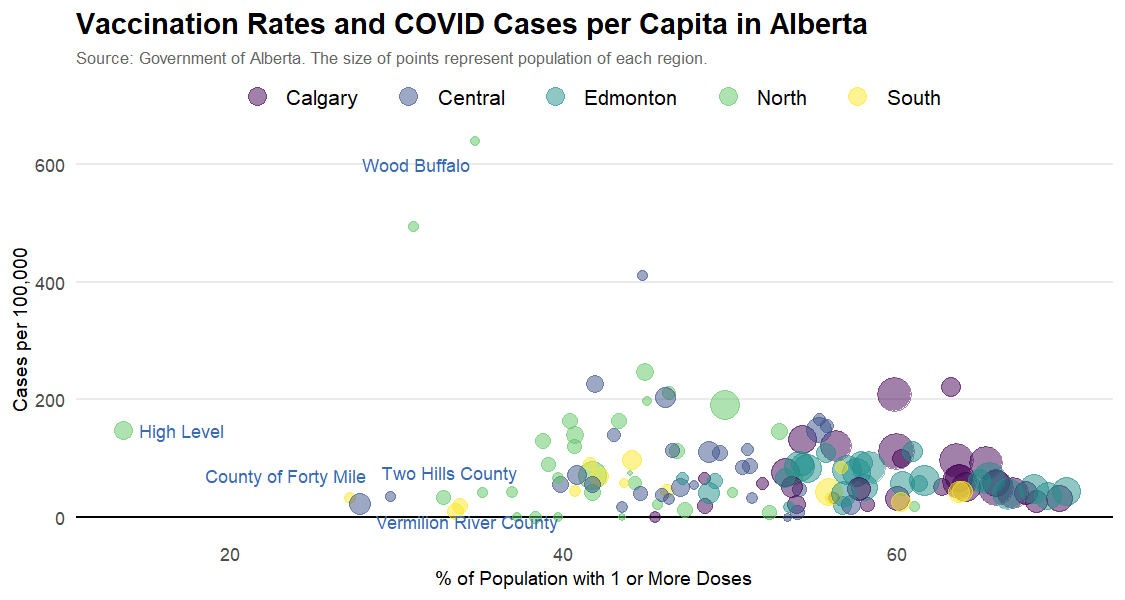 Vaccination Rates and COVID Cases per Capita in Alberta
Source: Government of Alberta. The size of points represent population of each region.
Calgary Central Edmonton North South
600
Wood Buffalo
400
Cases per 100,000
200
High Level
County of Forty Mile
Two Hills County
0
Vermilion River County
20 40 60
% of Population with 1 or More Doses